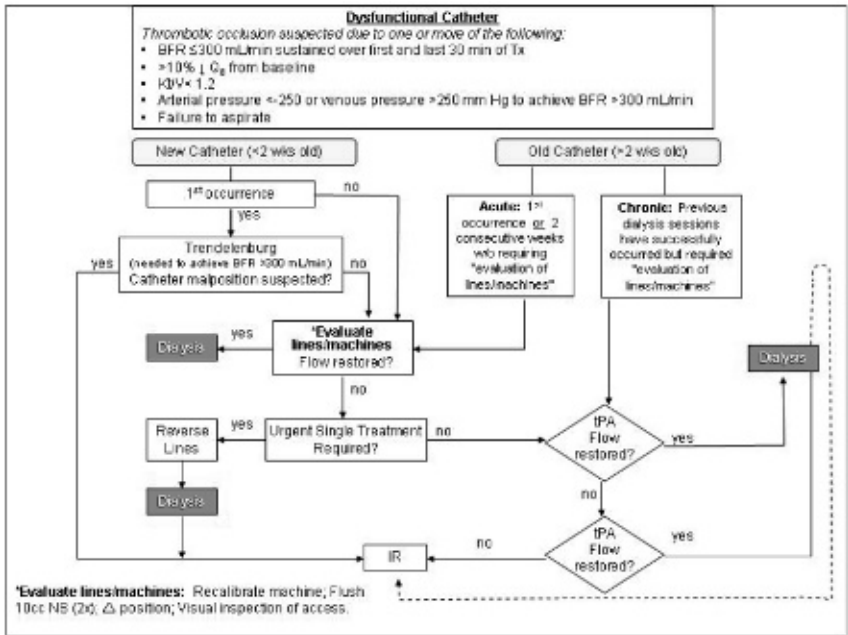 Dysfunctional Catheter
Thrombotic occlusion suspected due to one or more of the following:
• BFR ≤300 mL/min sustained over first and last 30 min of Tx
• >10% ↓ Q_B from baseline
• Kt/V< 1.2
• Arterial pressure <-250 or venous pressure >250 mm Hg to achieve BFR >300 mL/min
• Failure to aspirate
New Catheter (<2 wks old)
Old Catheter (>2 wks old)
1st occurrence
no
yes
Acute: 1st
occurrence or 2
consecutive weeks
w/o requiring
"evaluation of
lines/machines"
Chronic: Previous
dialysis sessions
have successfully
occurred but required
"evaluation of
lines/machines"
yes
Trendelenburg
(needed to achieve BFR >300 mL/min)
Catheter malposition suspected?
no
*Evaluate
lines/machines
Flow restored?
yes
Dialysis
no
Dialysis
Reverse
Lines
yes
Urgent Single Treatment
Required?
no
tPA
Flow
restored?
yes
Dialysis
no
IR
no
tPA
Flow
restored?
yes
*Evaluate lines/machines: Recalibrate machine; Flush
10cc NS (2x); △ position; Visual inspection of access.